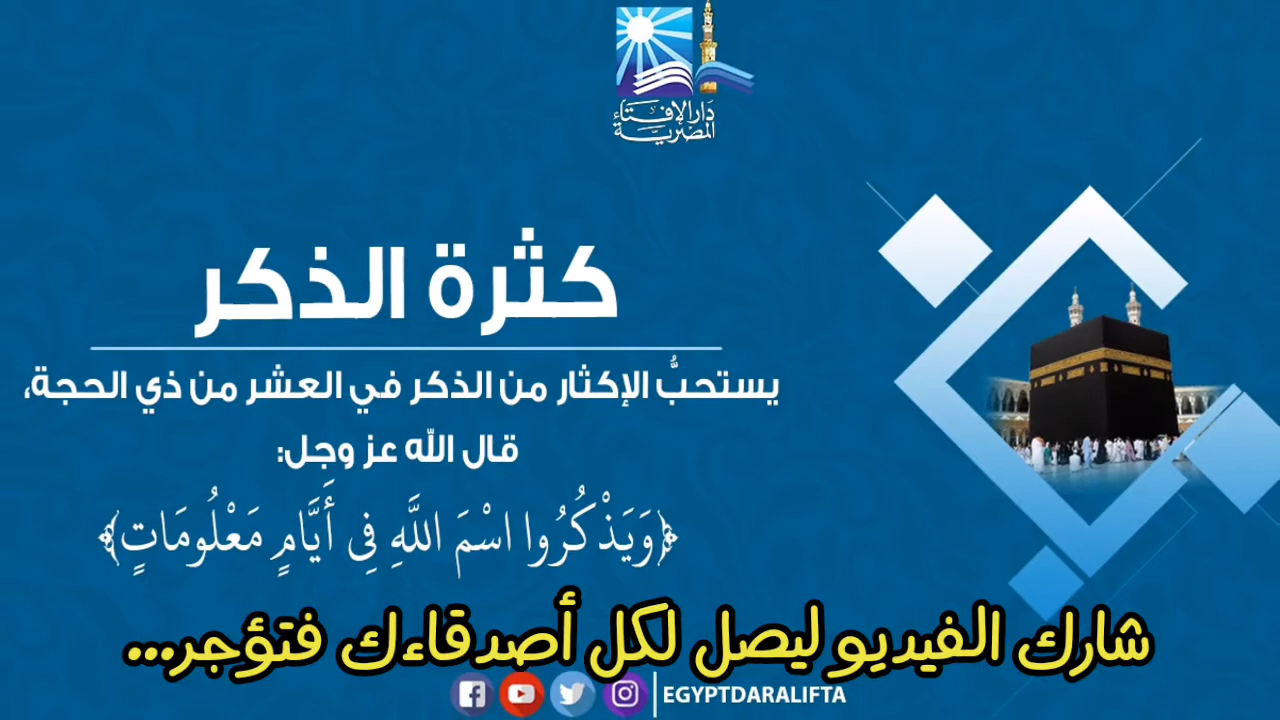 دار الإفتاء
المصرية
كثرة الذكر
يستحبُّ الإكثار من الذكر في العشر من ذي الحجة،
قال الله عز وجل:
﴿وَيَذْكُرُوا اسْمَ اللَّهِ فِى أَيَّامٍ مَعْلُومَاتٍ﴾
شارك الفيديو ليصل لكل أصدقاءك فتؤجر...
EGYPTDARALIFTA